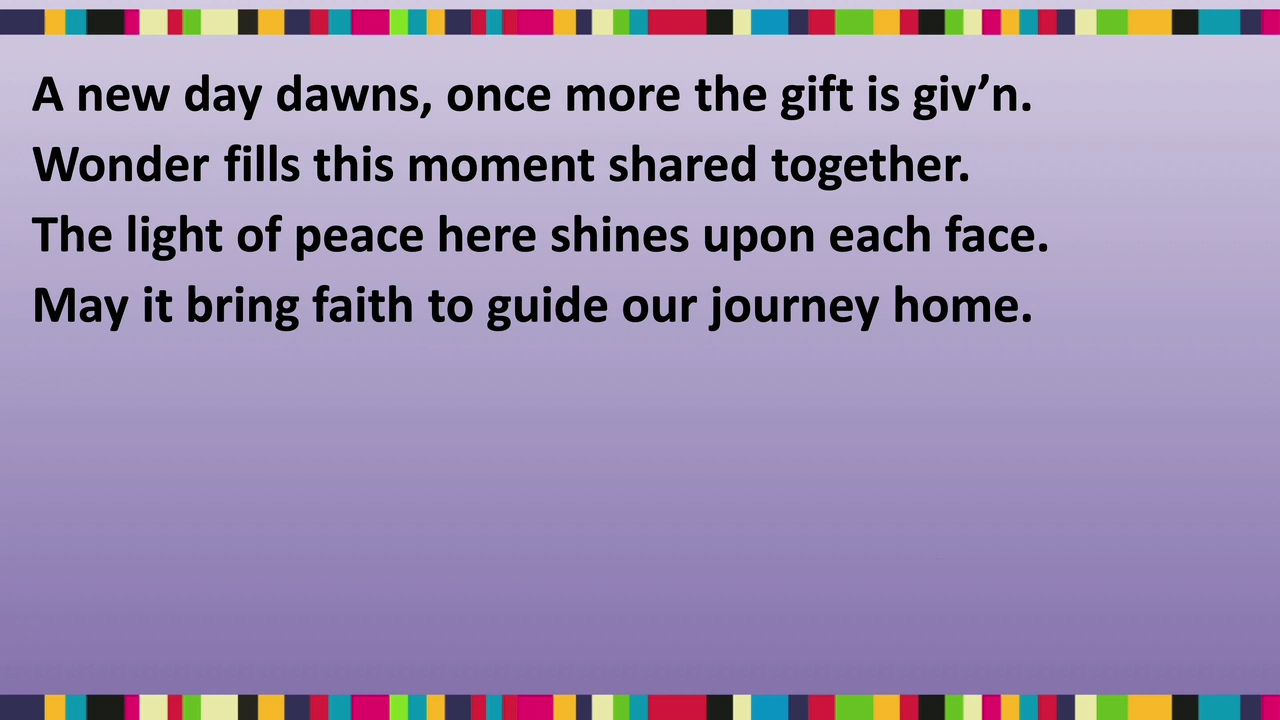 A new day dawns, once more the gift is giv’n.
Wonder fills this moment shared together.
The light of peace here shines upon each face.
May it bring faith to guide our journey home.